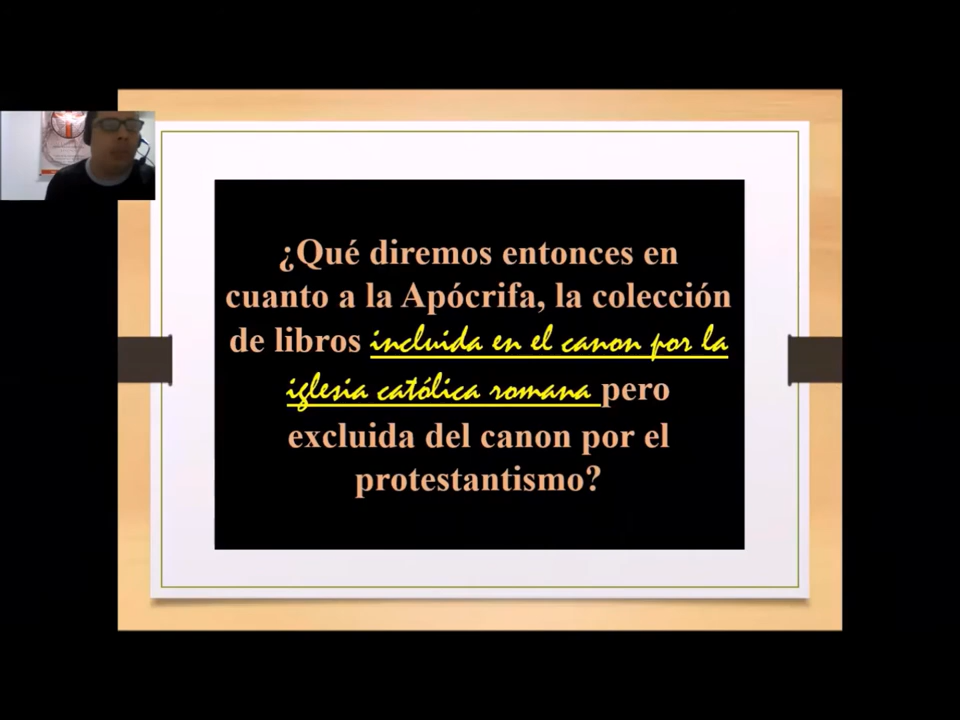 ¿Qué diremos entonces en
cuanto a la Apócrifa, la colección
de libros incluida en el canon por la
iglesia católica romana pero
excluida del canon por el
protestantismo?